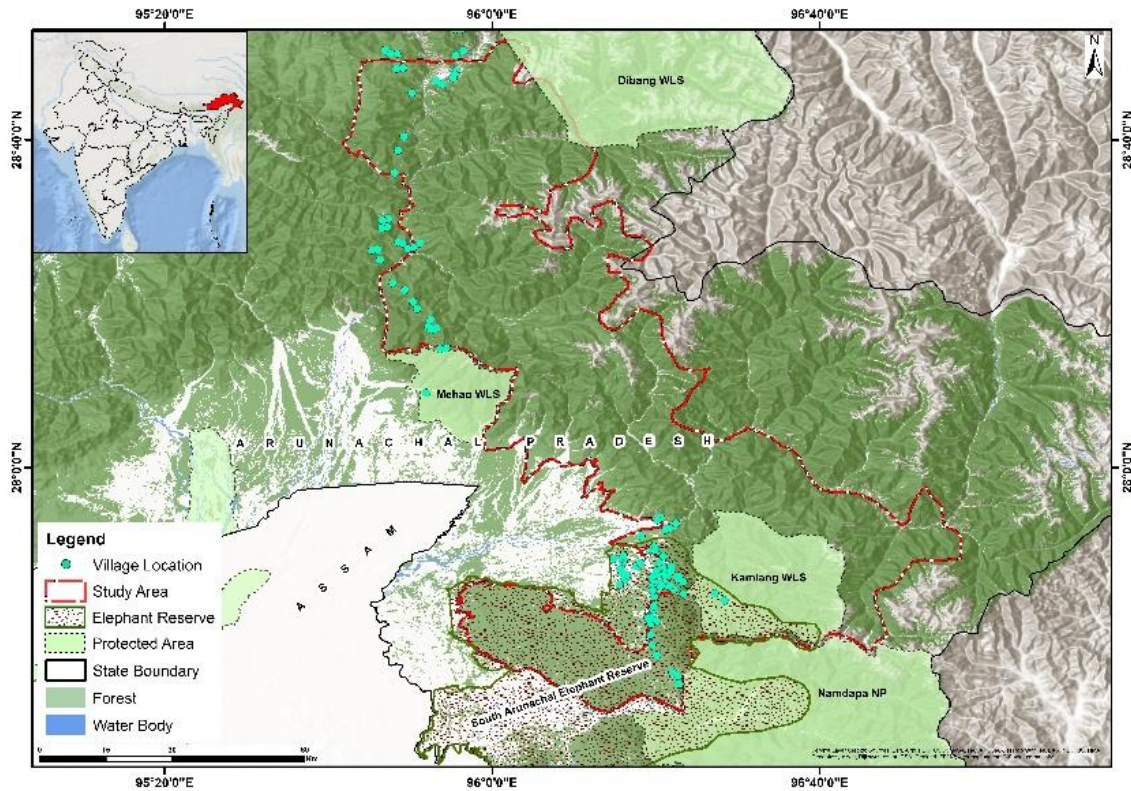 95°20'0"E
96°0'0"E
96°40'0"E
N
Dibang WLS
28°40'0"N
28°40'0"N
Mehao WLS
ARUNACHAL PRADESH
28°0'0"N
28°0'0"N
ASSAM
Kamlang WLS
South Arunachal Elephant Reserve
Namdapa NP
Legend
Village Location
Study Area
Elephant Reserve
Protected Area
State Boundary
Forest
Water Body
0
Km
95°20'0"E
96°0'0"E
96°40'0"E